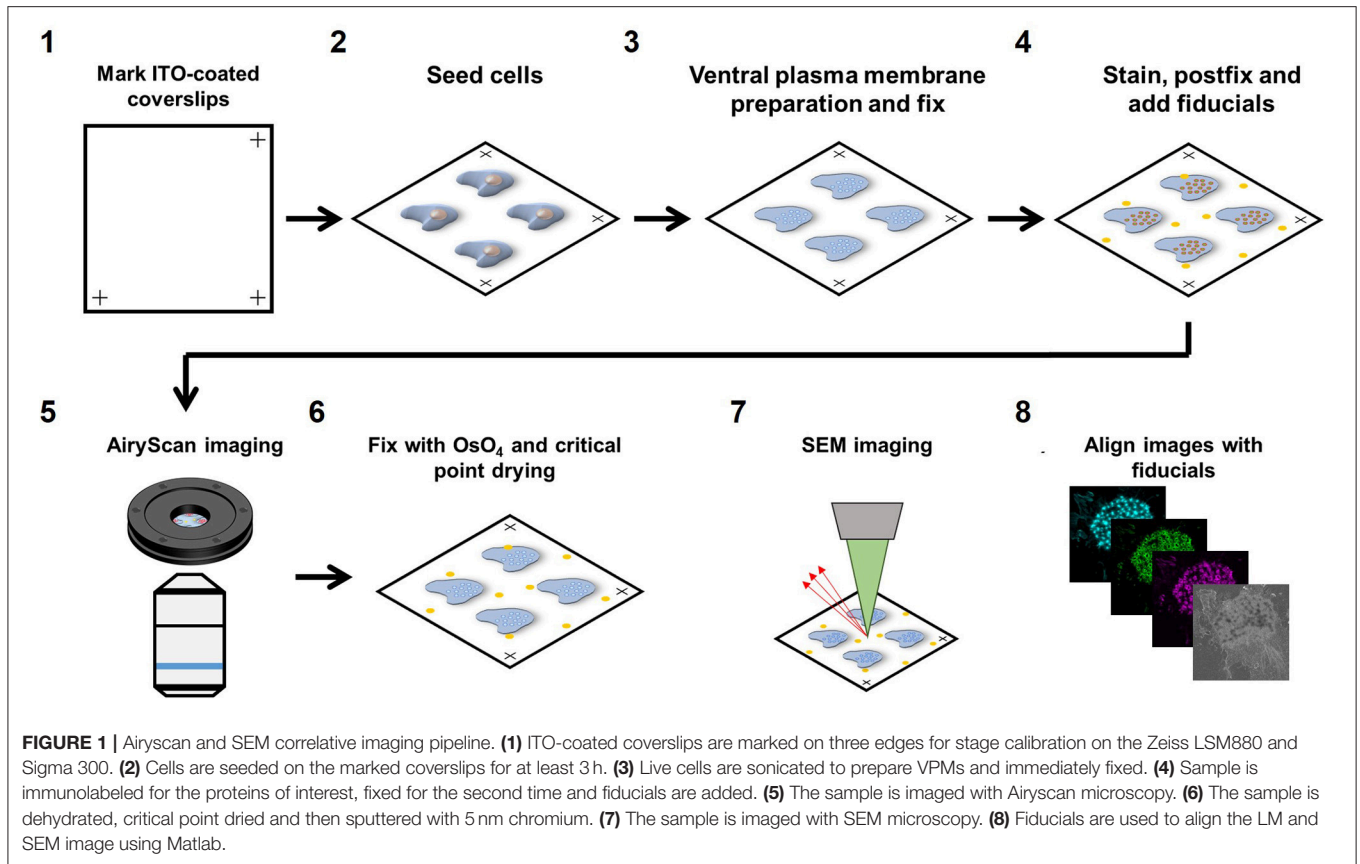 1
Mark ITO-coated
coverslips
2
Seed cells
3
Ventral plasma membrane
preparation and fix
4
Stain, postfix and
add fiducials
5
AiryScan imaging
6
Fix with OsO₄ and critical
point drying
7
SEM imaging
8
Align images with
fiducials
FIGURE 1 | Airyscan and SEM correlative imaging pipeline. (1) ITO-coated coverslips are marked on three edges for stage calibration on the Zeiss LSM880 and
Sigma 300. (2) Cells are seeded on the marked coverslips for at least 3 h. (3) Live cells are sonicated to prepare VPMs and immediately fixed. (4) Sample is
immunolabeled for the proteins of interest, fixed for the second time and fiducials are added. (5) The sample is imaged with Airyscan microscopy. (6) The sample is
dehydrated, critical point dried and then sputtered with 5 nm chromium. (7) The sample is imaged with SEM microscopy. (8) Fiducials are used to align the LM and
SEM image using Matlab.